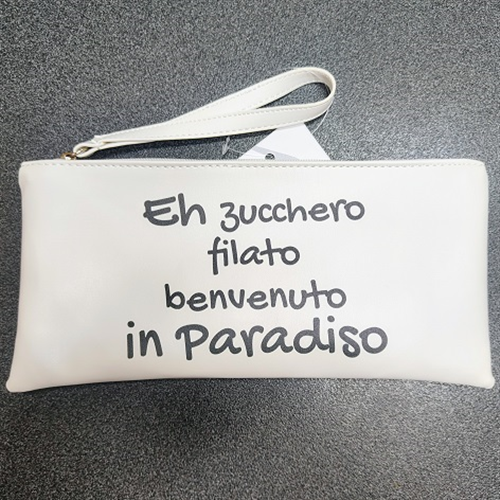 Eh zucchero
filato
benvenuto
in Paradiso